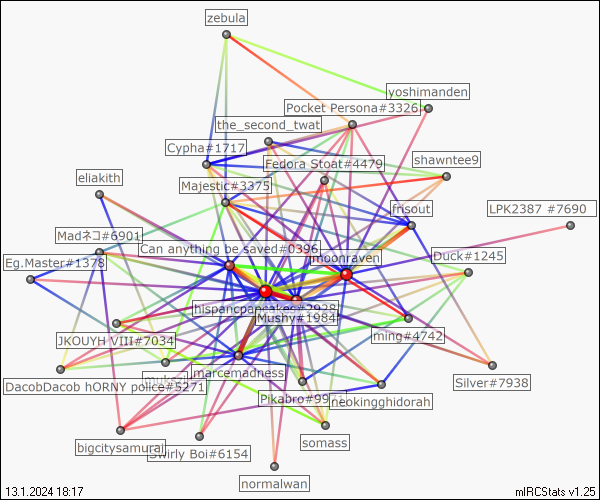 zebula
yoshimanden
Pocket Persona#3326
the_second_twat
Cypha#1717
Fedora Stoat#4479
shawntee9
eliakith
Majestic#3375
frisout
LPK2387 #7690
Madネコ#6901
Can anything be saved#0396
jmoonraven
Duck#1245
Eg.Master#1378
hispancpancakes#2928
Mushy#1984
JKOUYH VIII#7034
ming#4742
marcemadness
DacobDacob hORNY police#5271
Silver#7938
Pikabro#99
neokingghidorah
somass
bigcitysamurai
Swirly Boi#6154
normalwan
13.1.2024 18:17
mIRCStats v1.25